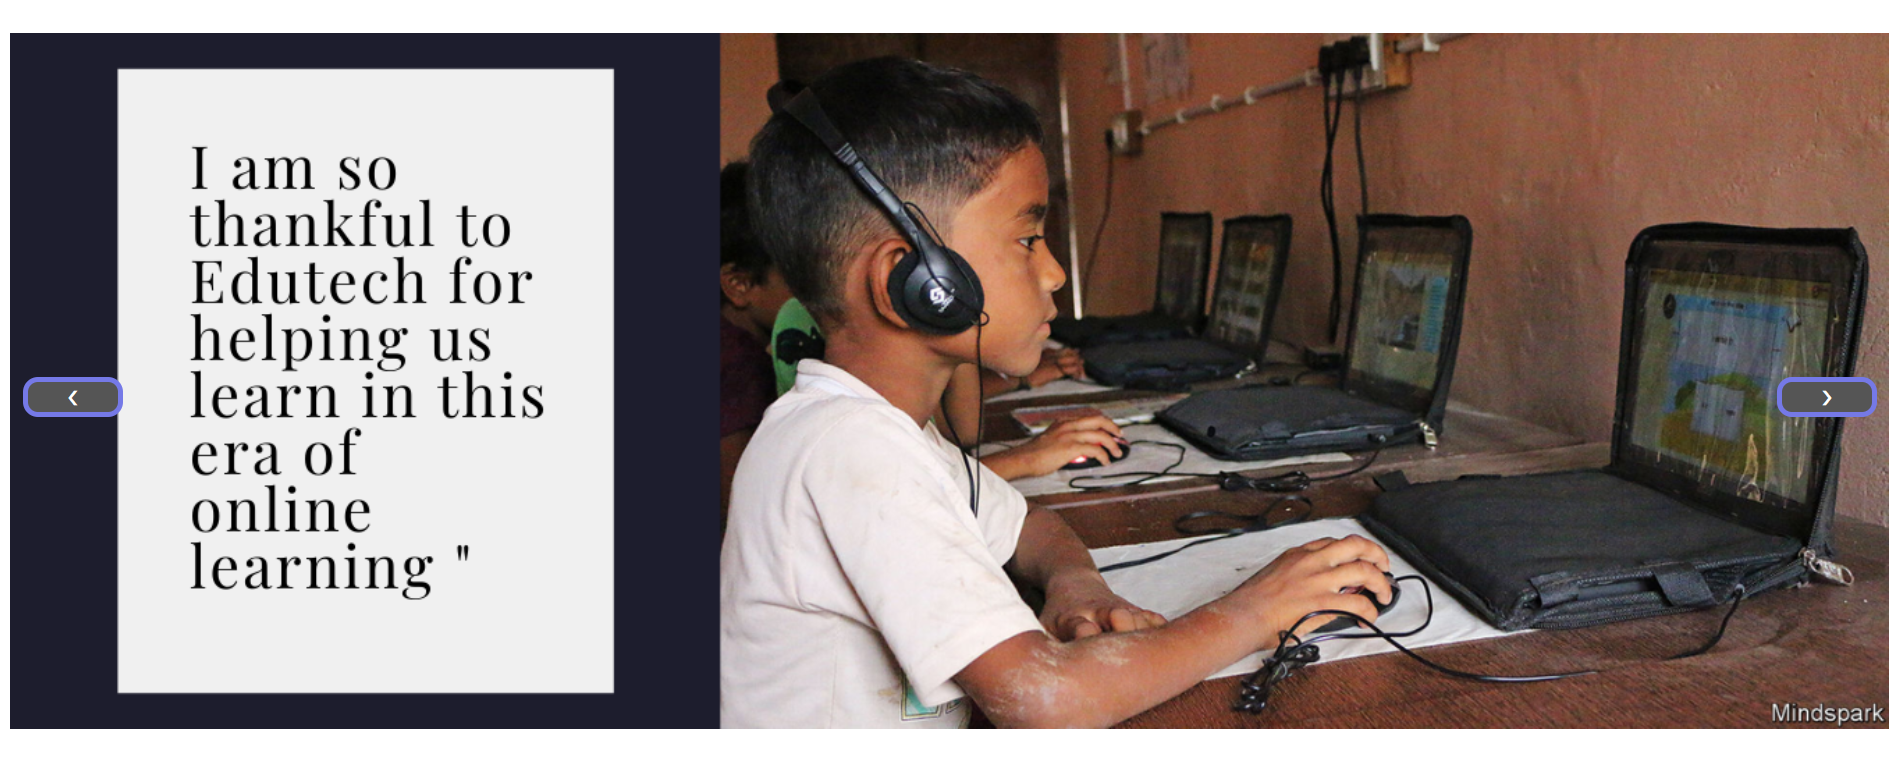 I am so
thankful to
Edutech for
helping us
learn in this
era of
online
learning "
Mindspark